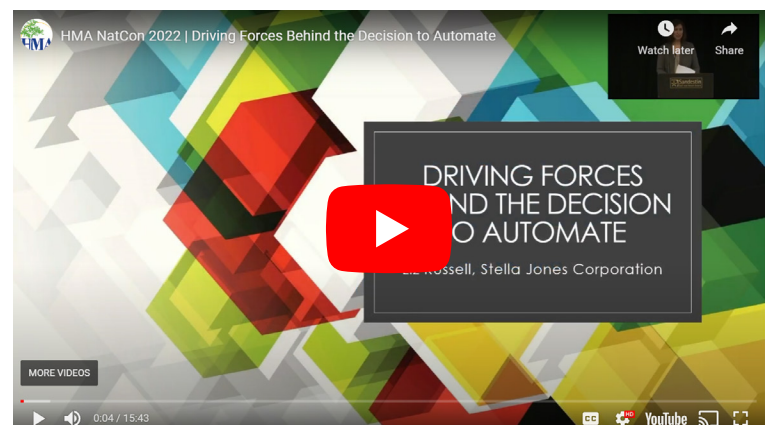 HMA
HMA NatCon 2022 | Driving Forces Behind the Decision to Automate
Watch later
Share
DRIVING FORCES
ND THE DECISION
O AUTOMATE
Russell, Stella Jones Corporation
MORE VIDEOS
0:04 / 15:43
CC
HD
YouTube